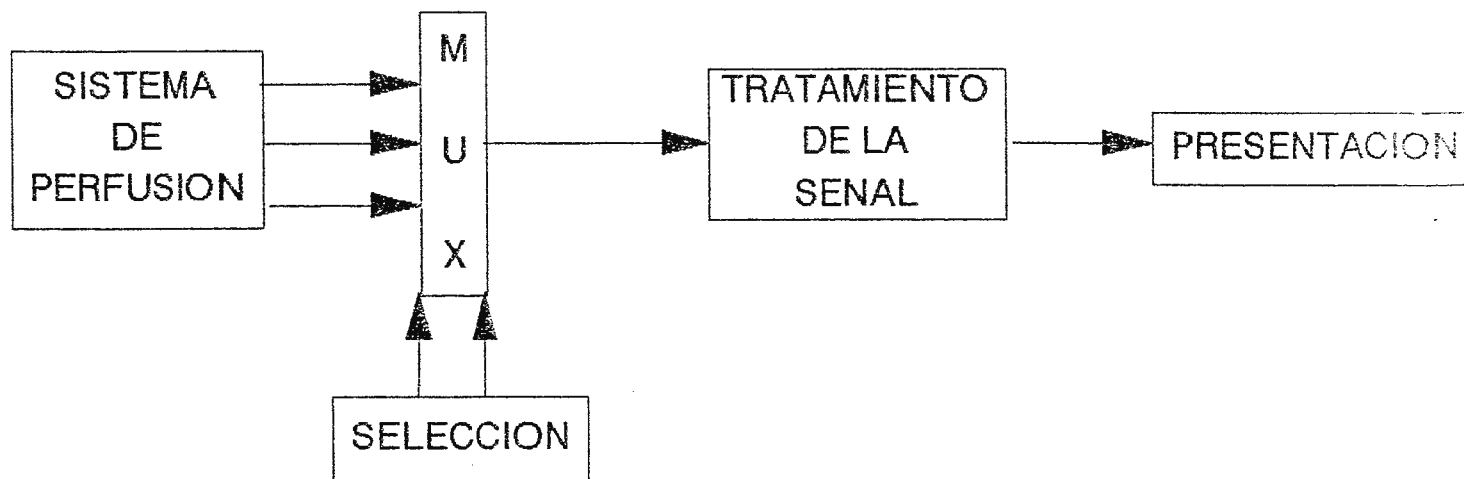 SISTEMA
DE
PERFUSION
M
U
X
TRATAMIENTO
DE LA
SENAL
PRESENTACION
SELECCION